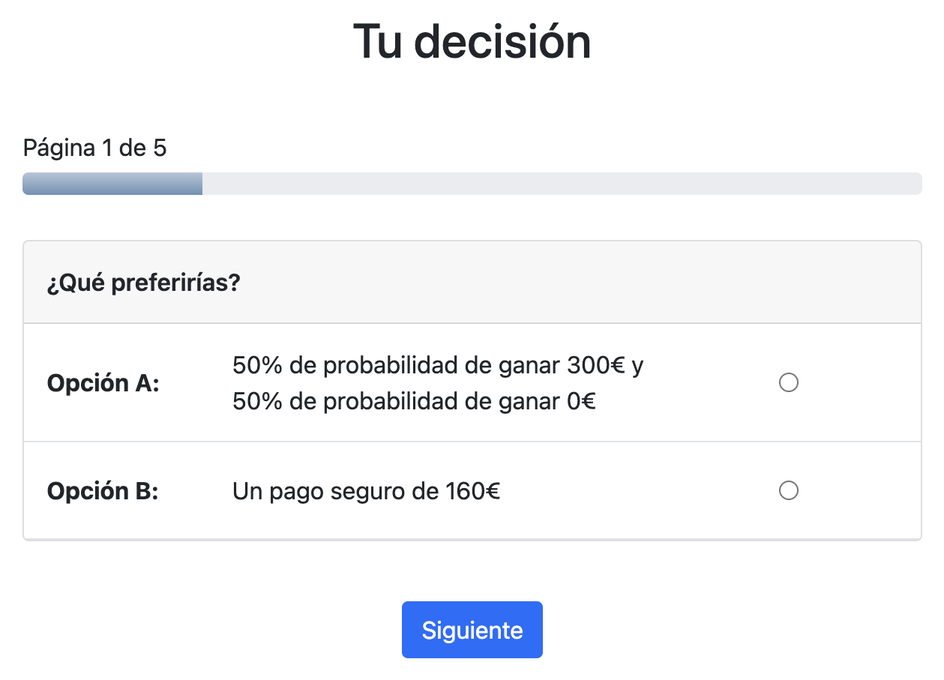 Tu decisión
Página 1 de 5
¿Qué preferirías?
Opción A:
50% de probabilidad de ganar 300€ y
50% de probabilidad de ganar 0€
Opción B:
Un pago seguro de 160€
Siguiente